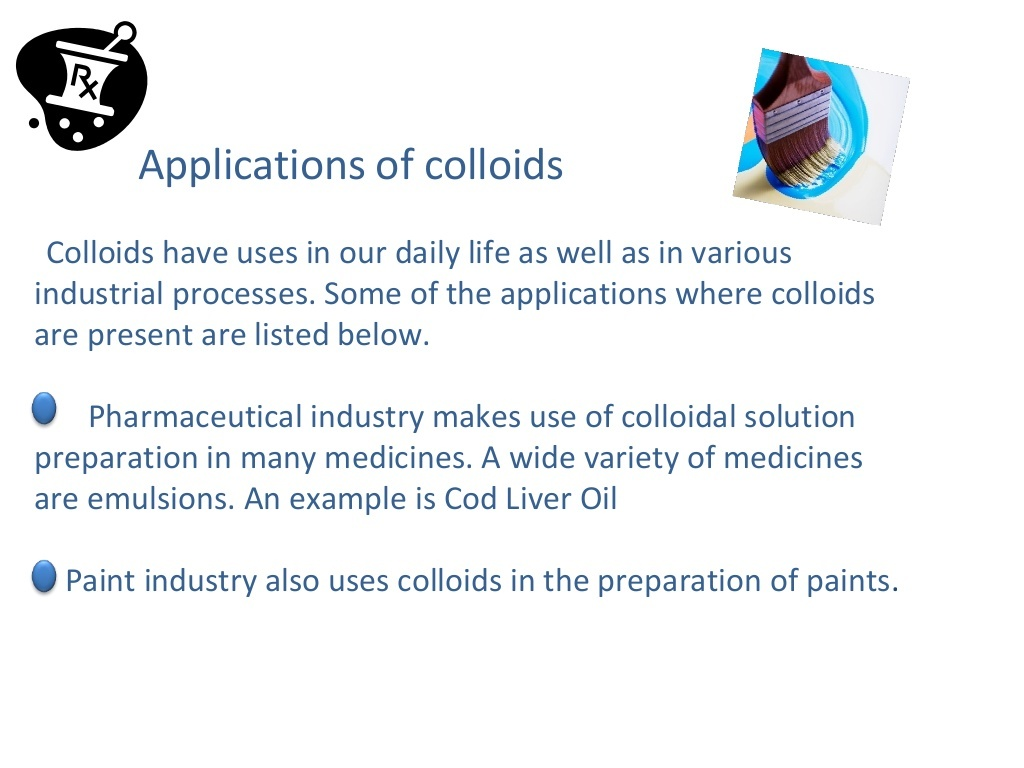 Rx
Applications of colloids
Colloids have uses in our daily life as well as in various
industrial processes. Some of the applications where colloids
are present are listed below.
Pharmaceutical industry makes use of colloidal solution
preparation in many medicines. A wide variety of medicines
are emulsions. An example is Cod Liver Oil
Paint industry also uses colloids in the preparation of paints.